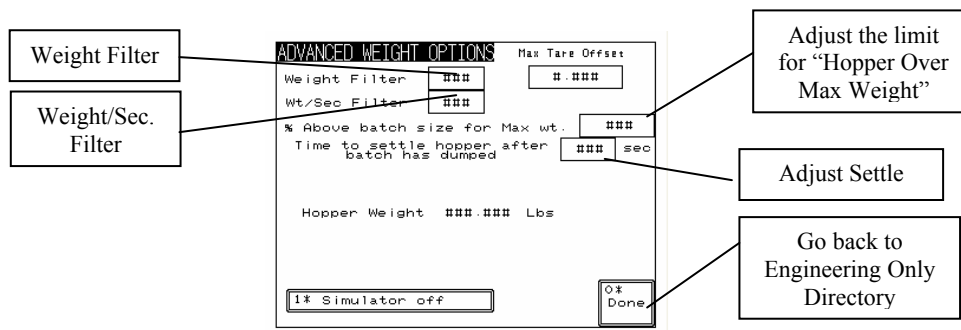 Weight Filter
Weight/Sec.
Filter
ADVANCED WEIGHT OPTIONS
Max Tare Offset
Weight Filter ###
#.###
Wt/Sec Filter ###
% Above batch size for Max wt. ###
Time to settle hopper after
batch has dumped
### sec
Hopper Weight ###.### Lbs
1* Simulator off
0*
Done
Adjust the limit
for “Hopper Over
Max Weight”
Adjust Settle
Go back to
Engineering Only
Directory